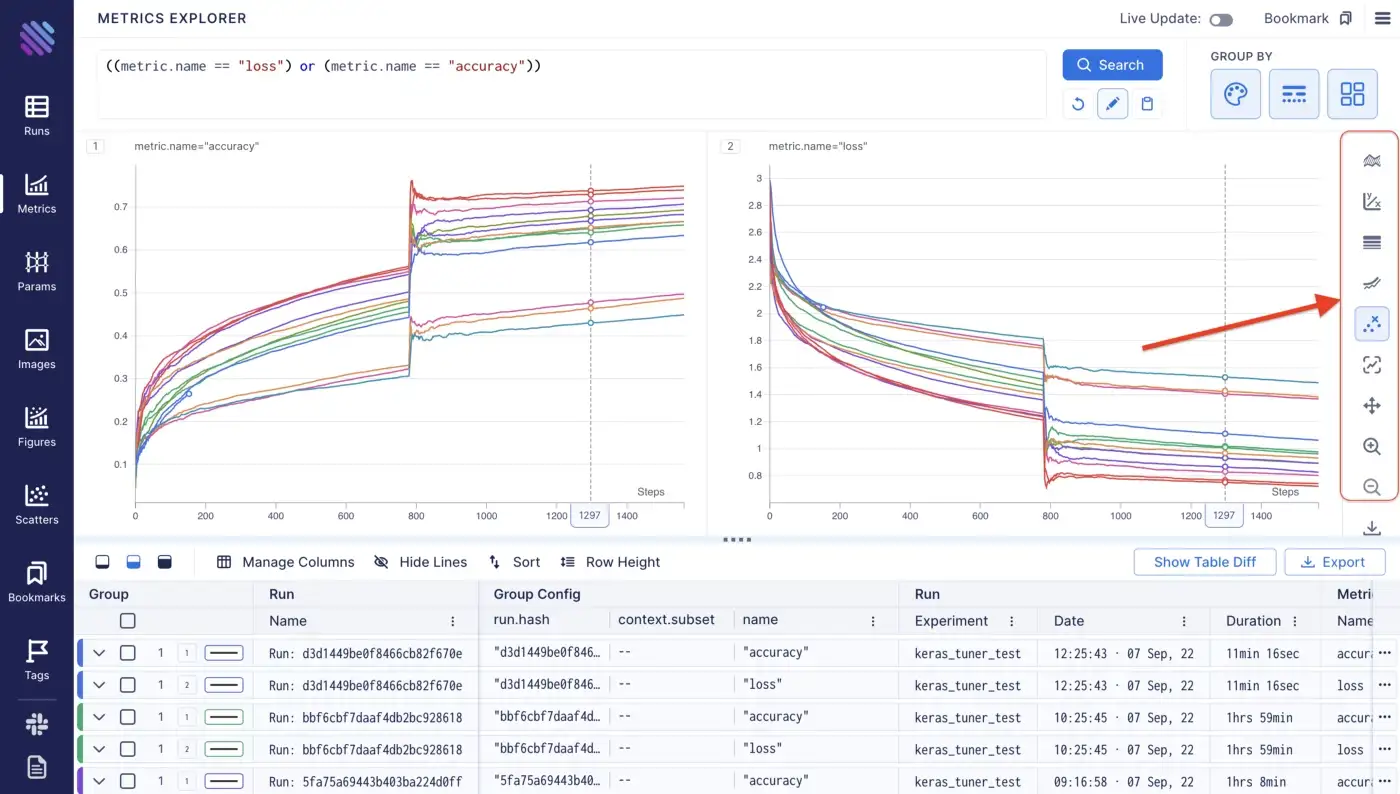 METRICS EXPLORER
Live Update:
Bookmark
Runs
Metrics
Params
Images
Figures
Scatters
Bookmarks
Tags
((metric.name == "loss") or (metric.name == "accuracy"))
Search
GROUP BY
1
metric.name="accuracy"
0.7
0.6
0.5
0.4
0.3
0.2
0.1
Steps
0
200
400
600
800
1000
1200
1297
1400
2
metric.name="loss"
3
2.8
2.6
2.4
2.2
2
1.8
1.6
1.4
1.2
1
0.8
Steps
0
200
400
600
800
1000
1200
1297
1400
Manage Columns
Hide Lines
Sort
Row Height
Show Table Diff
Export
Group Run Group Config Run Metri
Name run.hash context.subset name Experiment Date Duration Name
1 1 Run: d3d1449be0f8466cb82f670e "d3d1449be0f846… -- "accuracy" keras_tuner_test 12:25:43 · 07 Sep, 22 11min 16sec accur
1 2 Run: d3d1449be0f8466cb82f670e "d3d1449be0f846… -- "loss" keras_tuner_test 12:25:43 · 07 Sep, 22 11min 16sec loss
1 1 Run: bbf6cbf7daaf4db2bc928618 "bbf6cbf7daaf4d… -- "accuracy" keras_tuner_test 10:25:45 · 07 Sep, 22 1hrs 59min accur
1 2 Run: bbf6cbf7daaf4db2bc928618 "bbf6cbf7daaf4d… -- "loss" keras_tuner_test 10:25:45 · 07 Sep, 22 1hrs 59min loss
1 1 Run: 5fa75a69443b403ba224d0ff "5fa75a69443b40… -- "accuracy" keras_tuner_test 09:16:58 · 07 Sep, 22 1hrs 8min accur